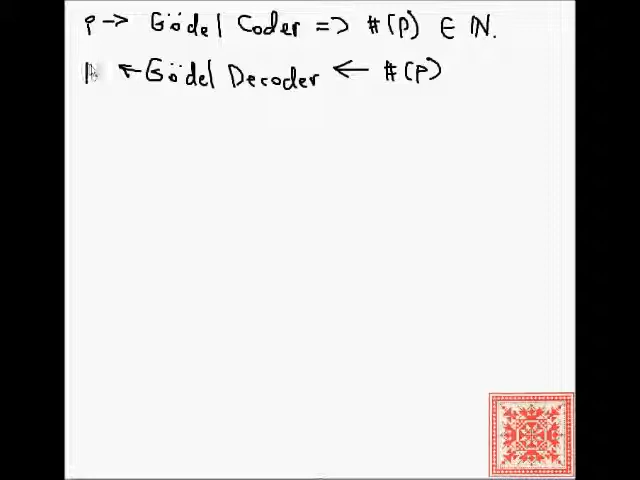 P -> Gödel Coder => #(P) ∈ ℕ.
P ← Gödel Decoder ← #(P)